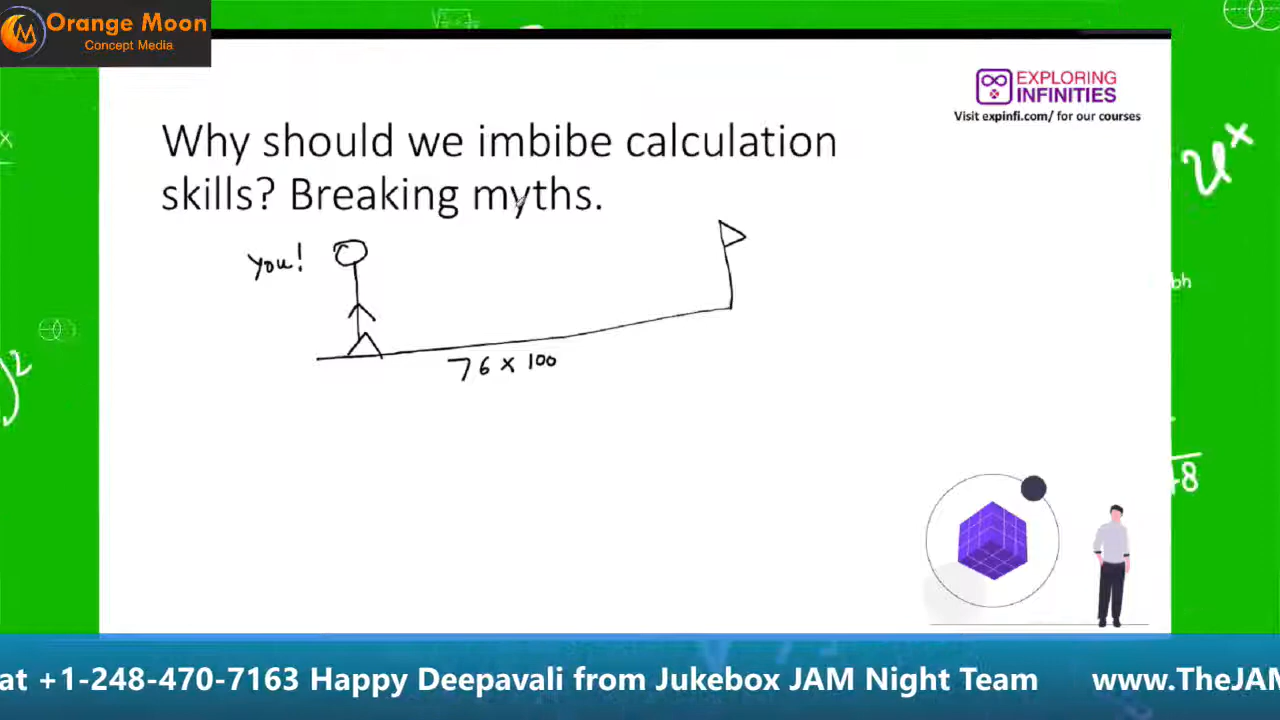 Orange Moon
Concept Media
EXPLORING
INFINITIES
Visit expinfi.com/ for our courses
Why should we imbibe calculation
skills? Breaking myths.
You!
76 x 100
at +1-248-470-7163 Happy Deepavali from Jukebox JAM Night Team www.TheJAM